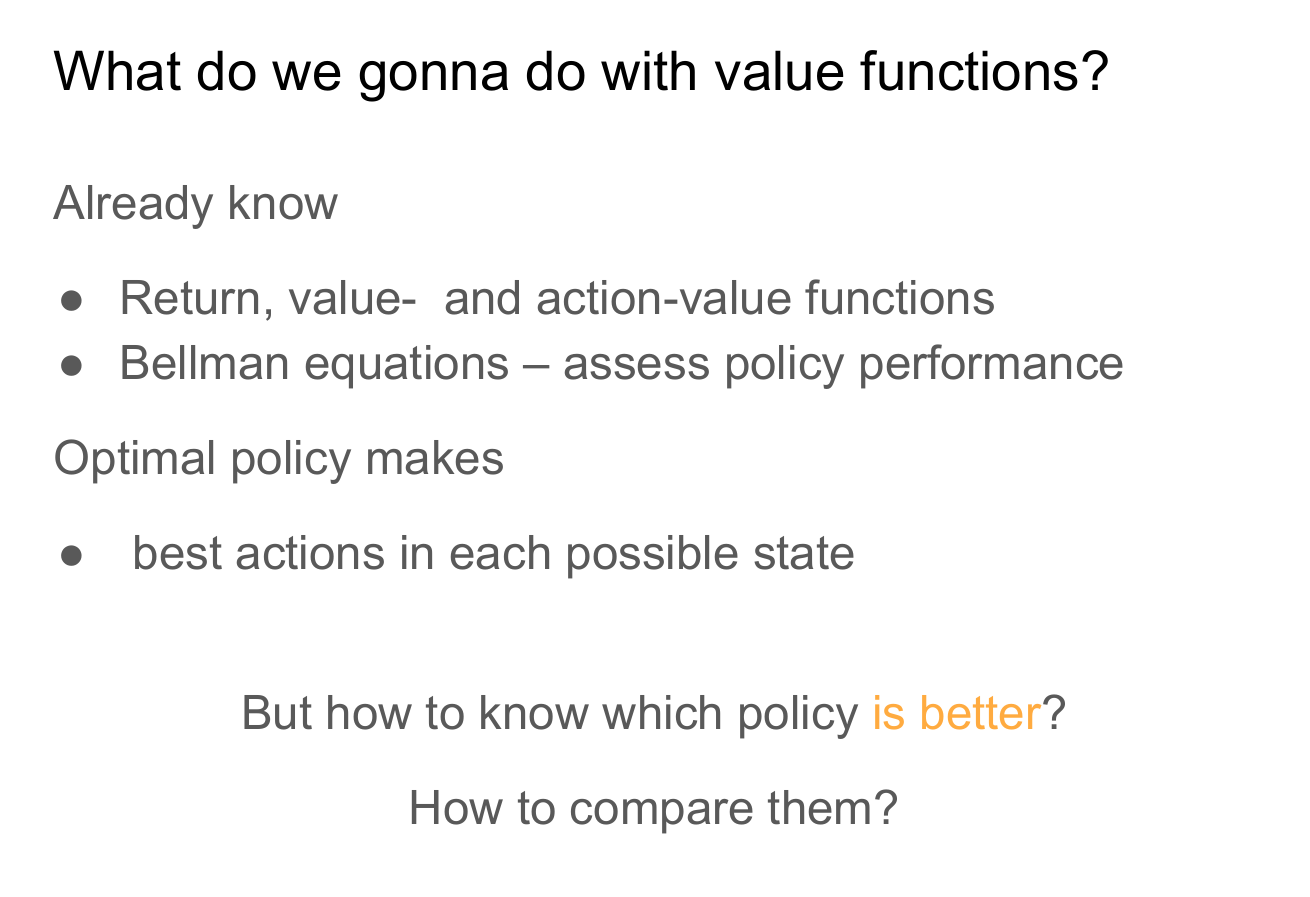 What do we gonna do with value functions?
Already know
● Return, value-  and action-value functions
● Bellman equations – assess policy performance
Optimal policy makes
● best actions in each possible state
But how to know which policy is better?
How to compare them?